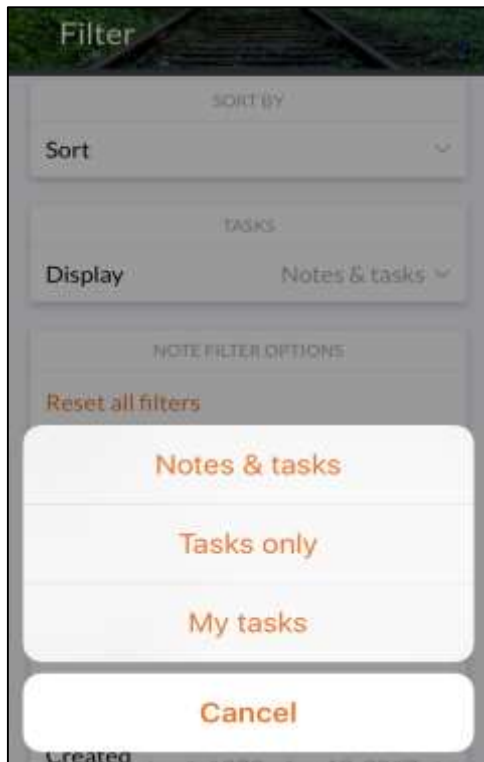 Filter
SORT BY
Sort
TASKS
Display Notes & tasks
NOTE FILTER OPTIONS
Reset all filters
Notes & tasks
Tasks only
My tasks
Cancel
Created